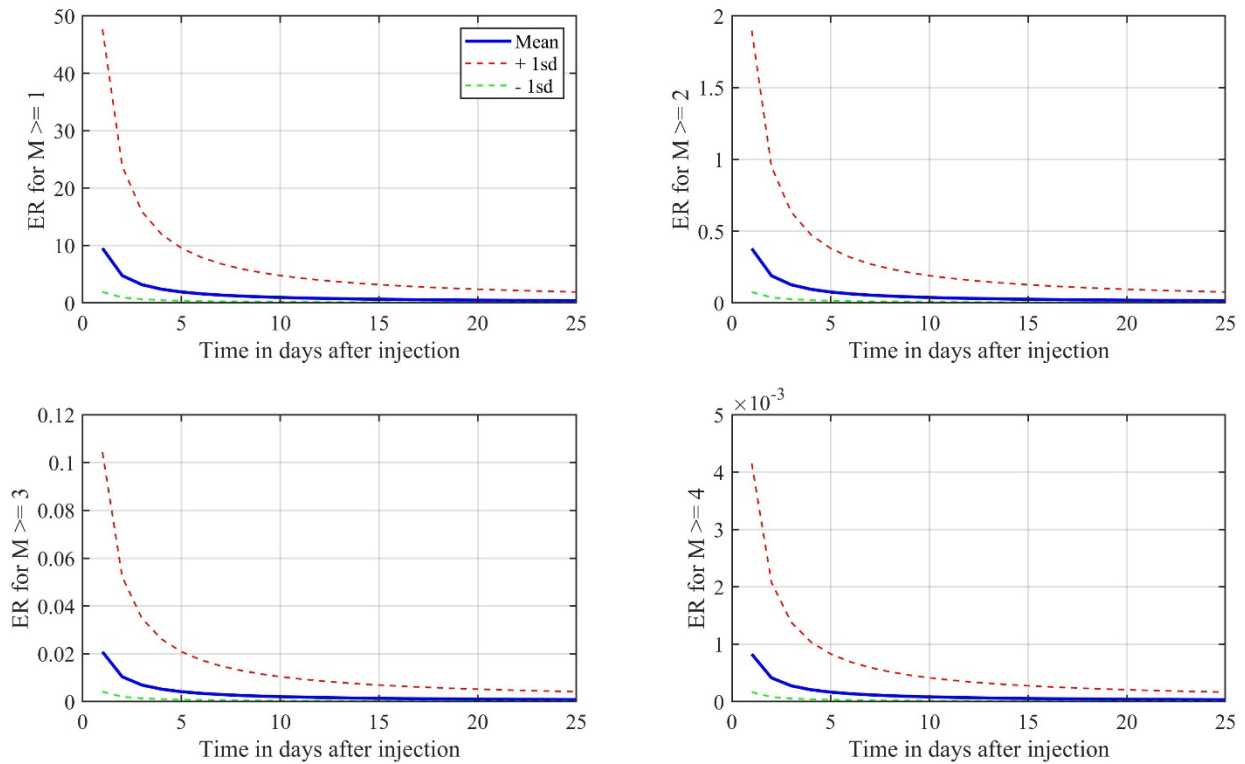 ER for M >= 1
50
40
30
20
10
0
Mean
+ 1sd
- 1sd
0 5 10 15 20 25
Time in days after injection
ER for M >= 2
2
1.5
1
0.5
0
0 5 10 15 20 25
Time in days after injection
ER for M >= 3
0.12
0.1
0.08
0.06
0.04
0.02
0
0 5 10 15 20 25
Time in days after injection
ER for M >= 4
×10-3
5
4
3
2
1
0
0 5 10 15 20 25
Time in days after injection